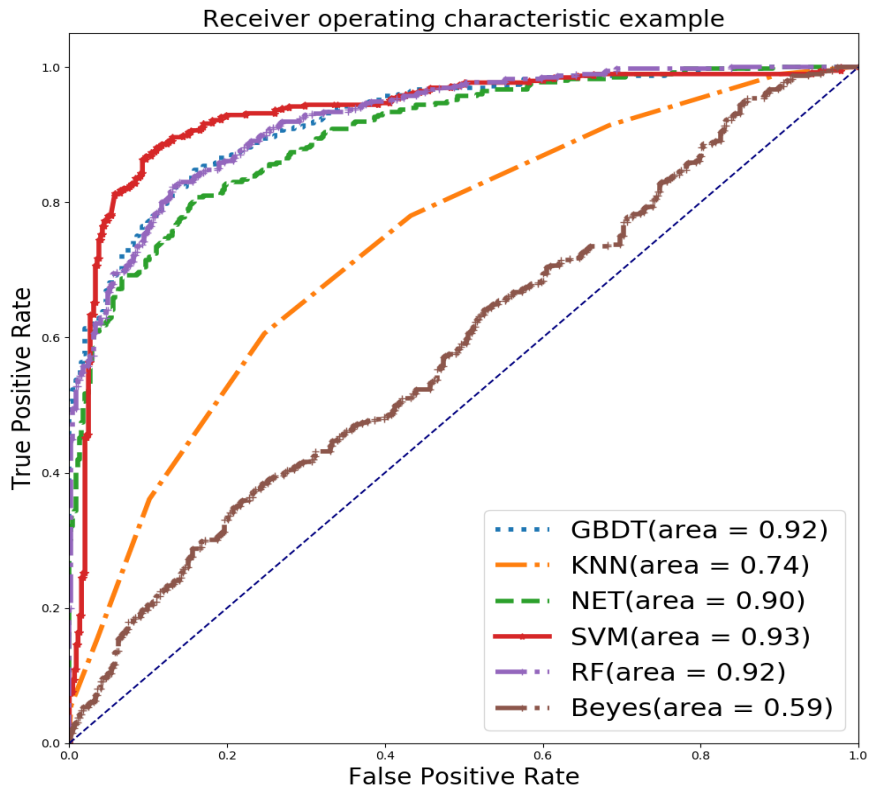 Receiver operating characteristic example
True Positive Rate
1.0
0.8
0.6
0.4
0.2
0.0
GBDT(area = 0.92)
KNN(area = 0.74)
NET(area = 0.90)
SVM(area = 0.93)
RF(area = 0.92)
Beyes(area = 0.59)
0.0 0.2 0.4 0.6 0.8 1.0
False Positive Rate